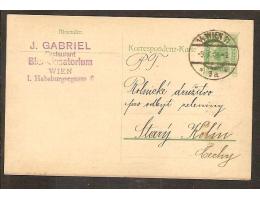 Absender:
J. GABRIEL
Restaurant
WIEN
I. Habsburgergasse 6
Korrespondenz-Karte
WIEN
P.T.
Rolnické družstvo
pro odbyt zeleniny
Starý Kolín
Čechy